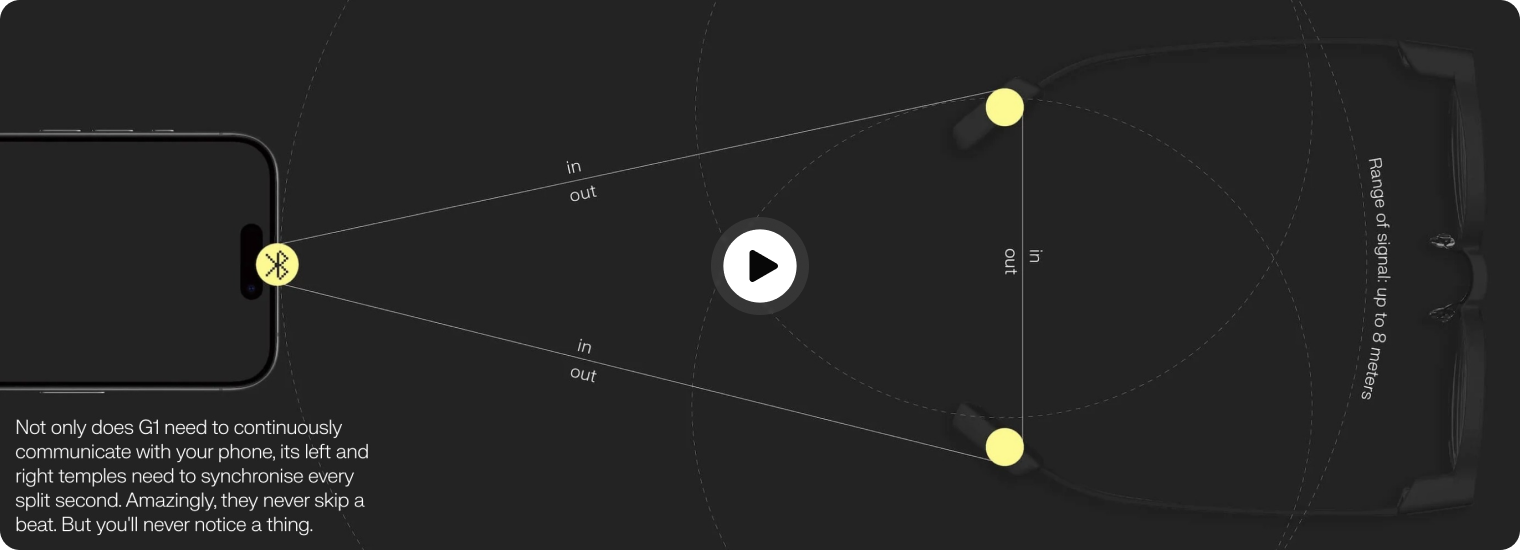 in
out
in
out
in
out
Range of signal: up to 8 meters
Not only does G1 need to continuously
communicate with your phone, its left and
right temples need to synchronise every
split second. Amazingly, they never skip a
beat. But you'll never notice a thing.